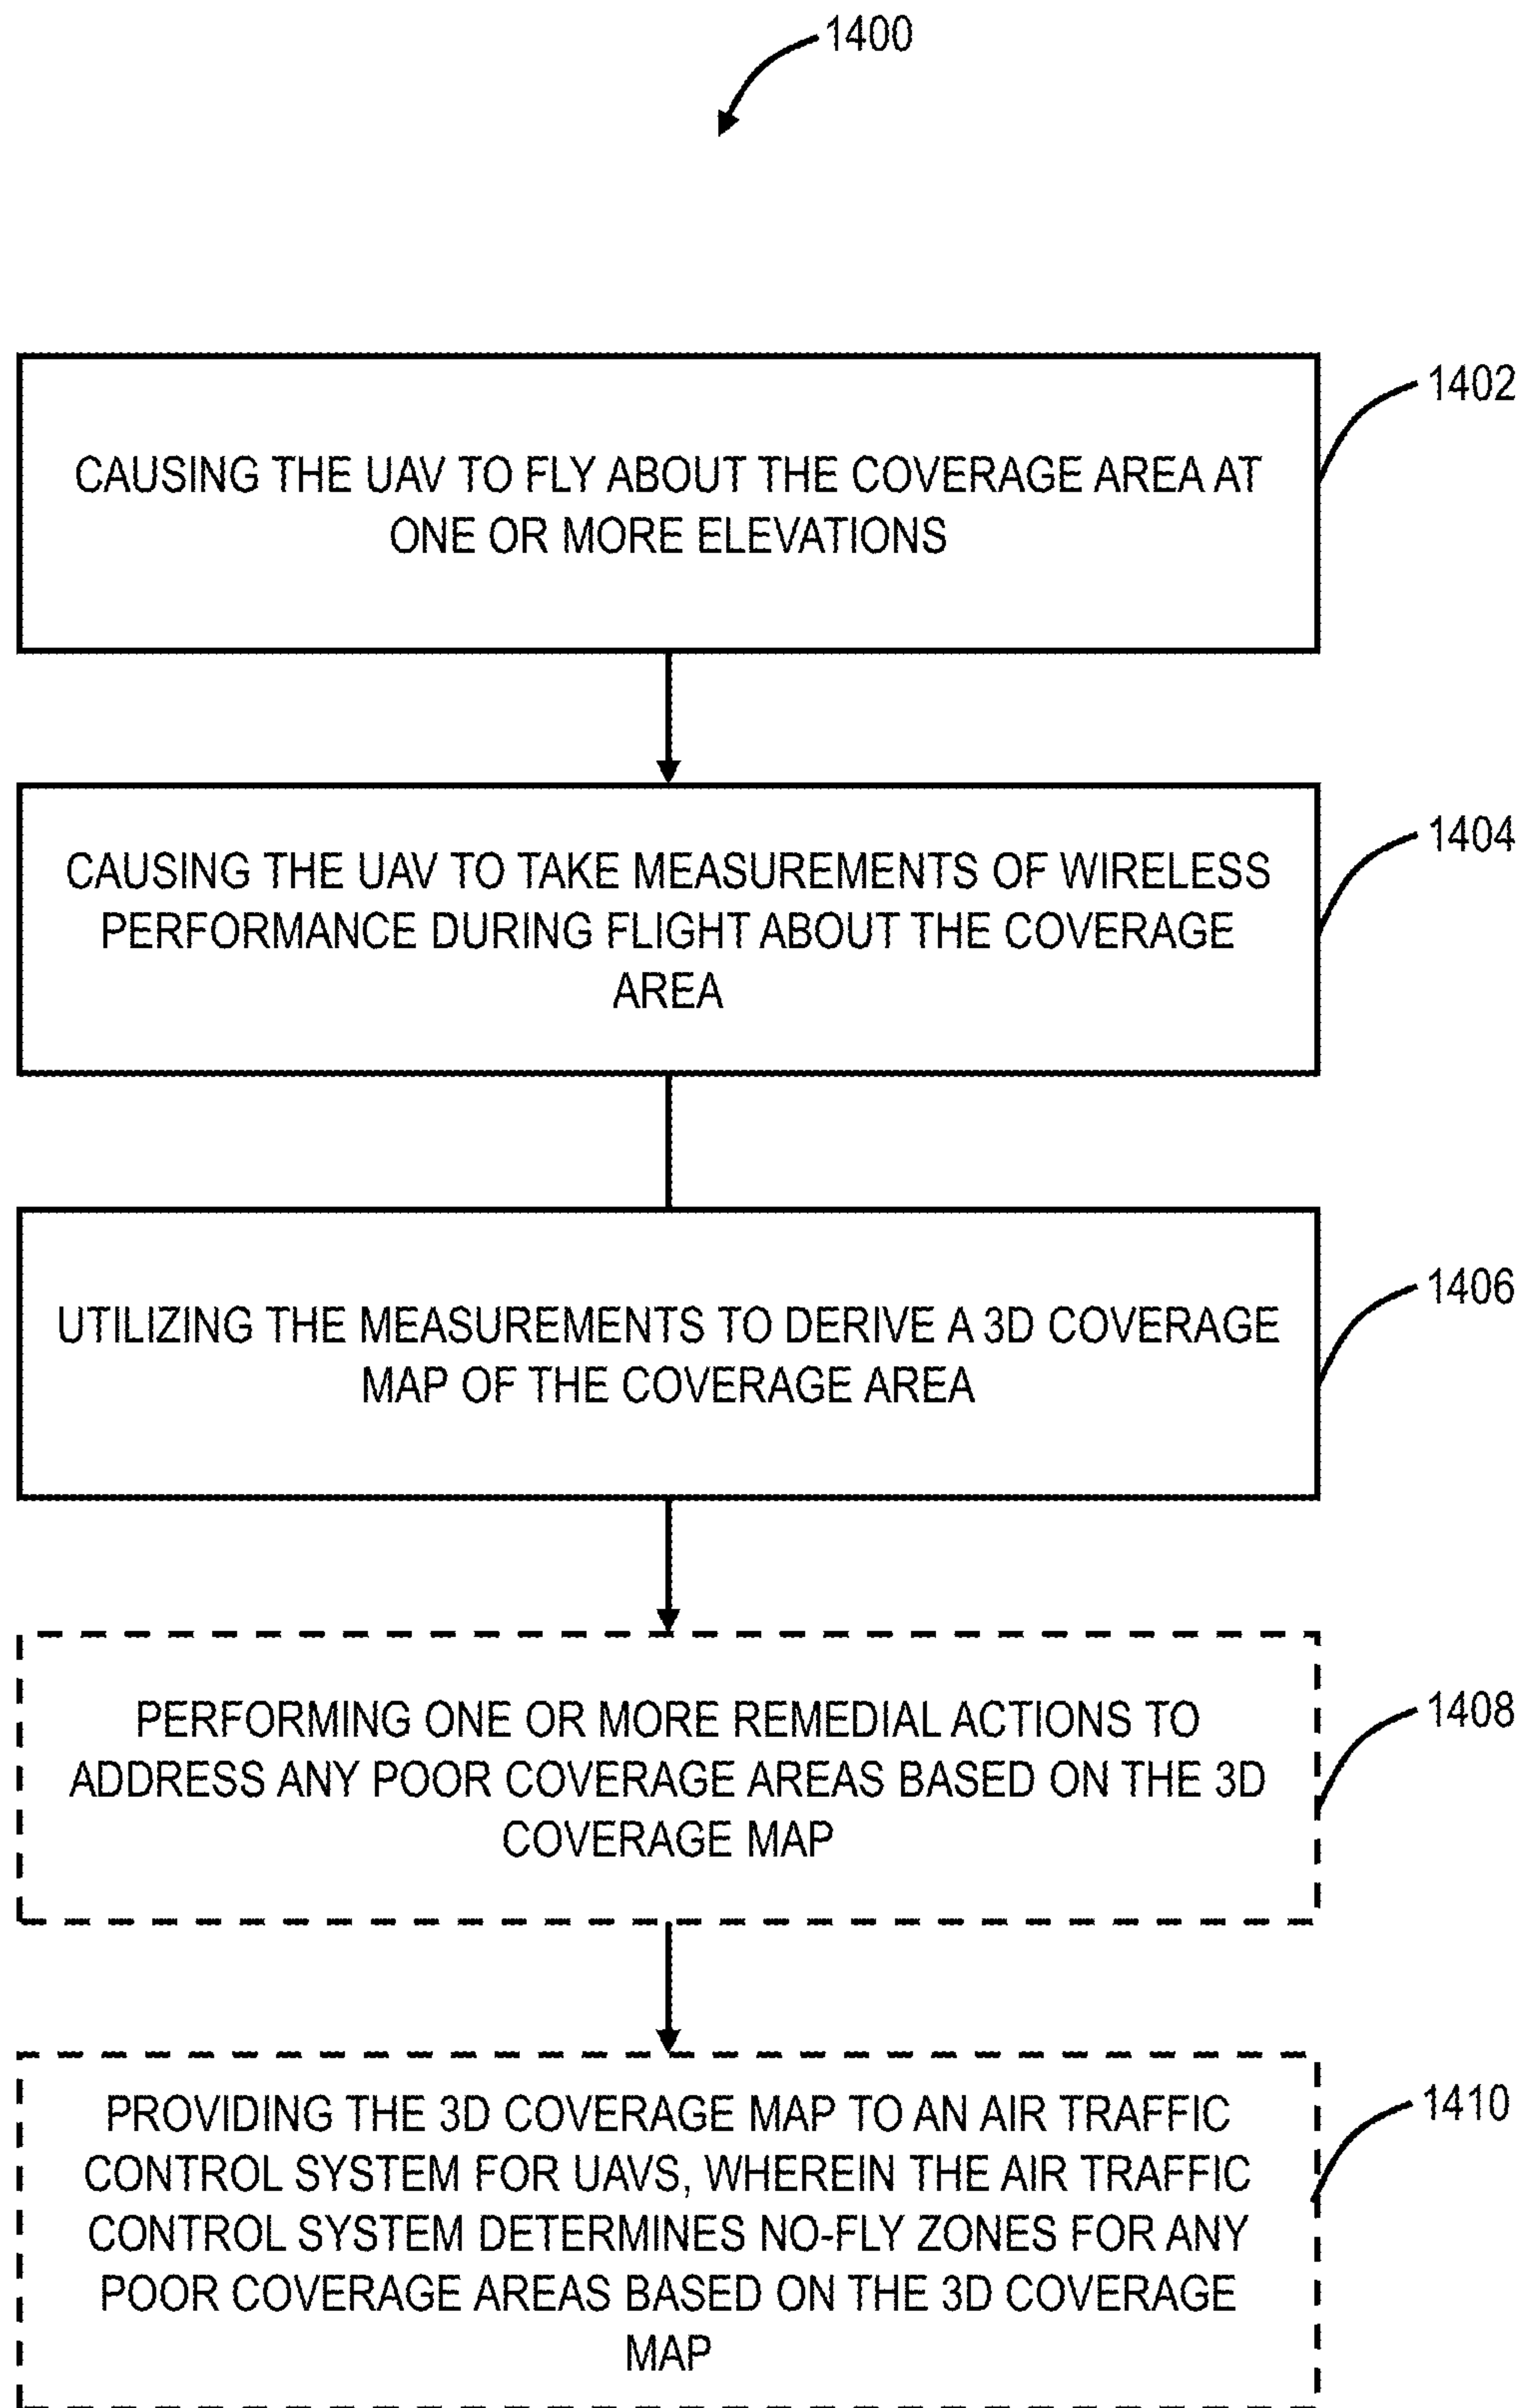 1400
1402
CAUSING THE UAV TO FLY ABOUT THE COVERAGE AREA AT
ONE OR MORE ELEVATIONS
1404
CAUSING THE UAV TO TAKE MEASUREMENTS OF WIRELESS
PERFORMANCE DURING FLIGHT ABOUT THE COVERAGE
AREA
1406
UTILIZING THE MEASUREMENTS TO DERIVE A 3D COVERAGE
MAP OF THE COVERAGE AREA
1408
PERFORMING ONE OR MORE REMEDIAL ACTIONS TO
ADDRESS ANY POOR COVERAGE AREAS BASED ON THE 3D
COVERAGE MAP
1410
PROVIDING THE 3D COVERAGE MAP TO AN AIR TRAFFIC
CONTROL SYSTEM FOR UAVS, WHEREIN THE AIR TRAFFIC
CONTROL SYSTEM DETERMINES NO-FLY ZONES FOR ANY
POOR COVERAGE AREAS BASED ON THE 3D COVERAGE
MAP